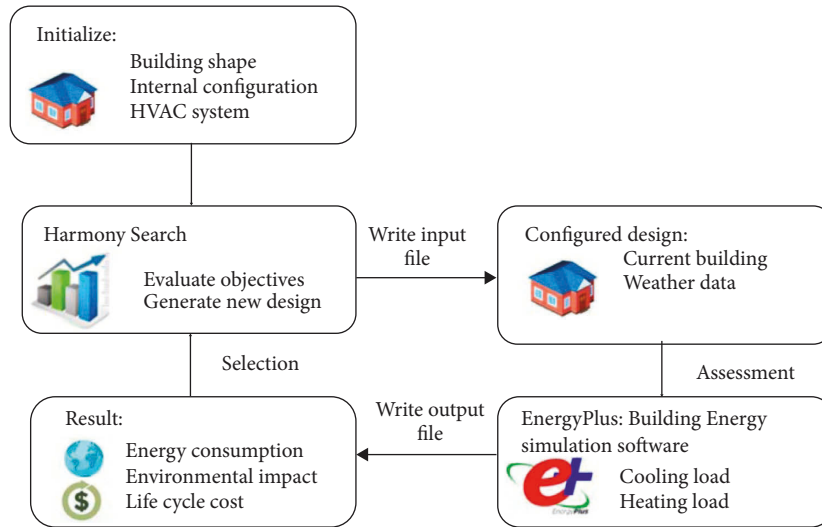 Initialize:
Building shape
Internal configuration
HVAC system
Harmony Search
Evaluate objectives
Generate new design
Write input
file
Configured design:
Current building
Weather data
Selection
Assessment
Result:
Energy consumption
Environmental impact
Life cycle cost
$
Write output
file
EnergyPlus: Building Energy
simulation software
Cooling load
Heating load
e+
EnergyPlus